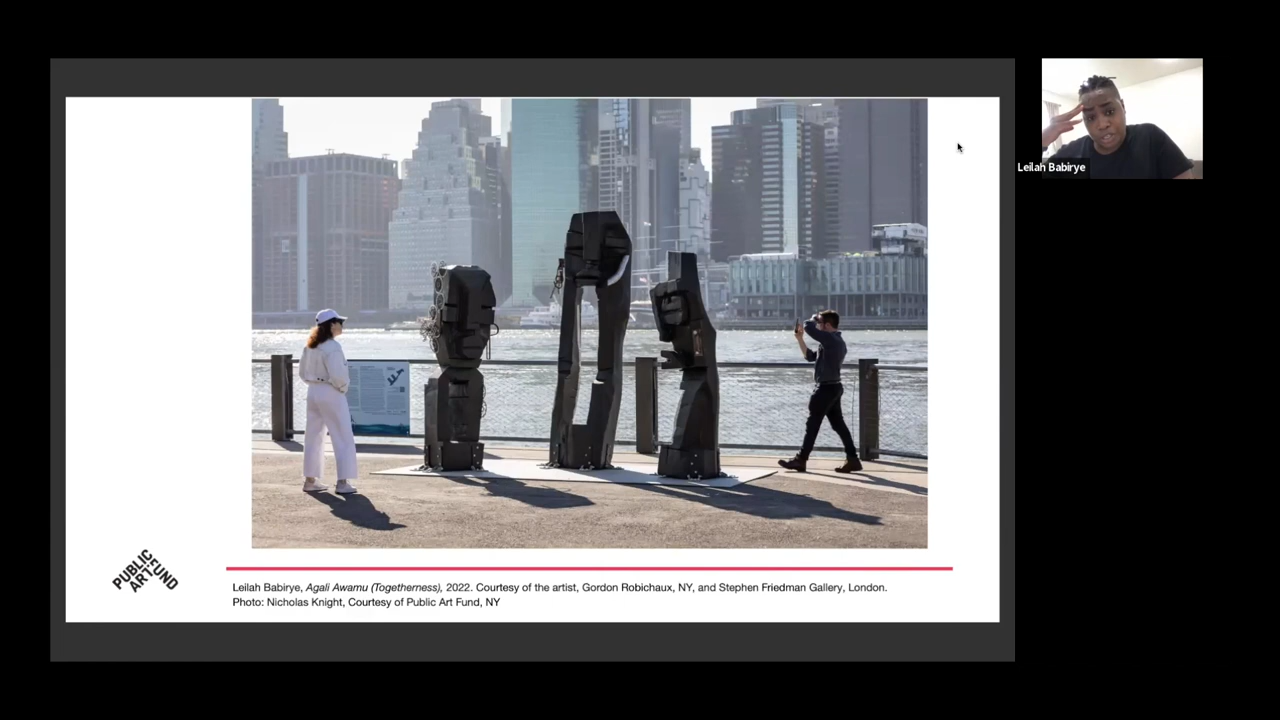 Leilah Babirye
PUBLIC
ART FUND
Leilah Babirye, Agali Awamu (Togetherness), 2022. Courtesy of the artist, Gordon Robichaux, NY, and Stephen Friedman Gallery, London.
Photo: Nicholas Knight, Courtesy of Public Art Fund, NY